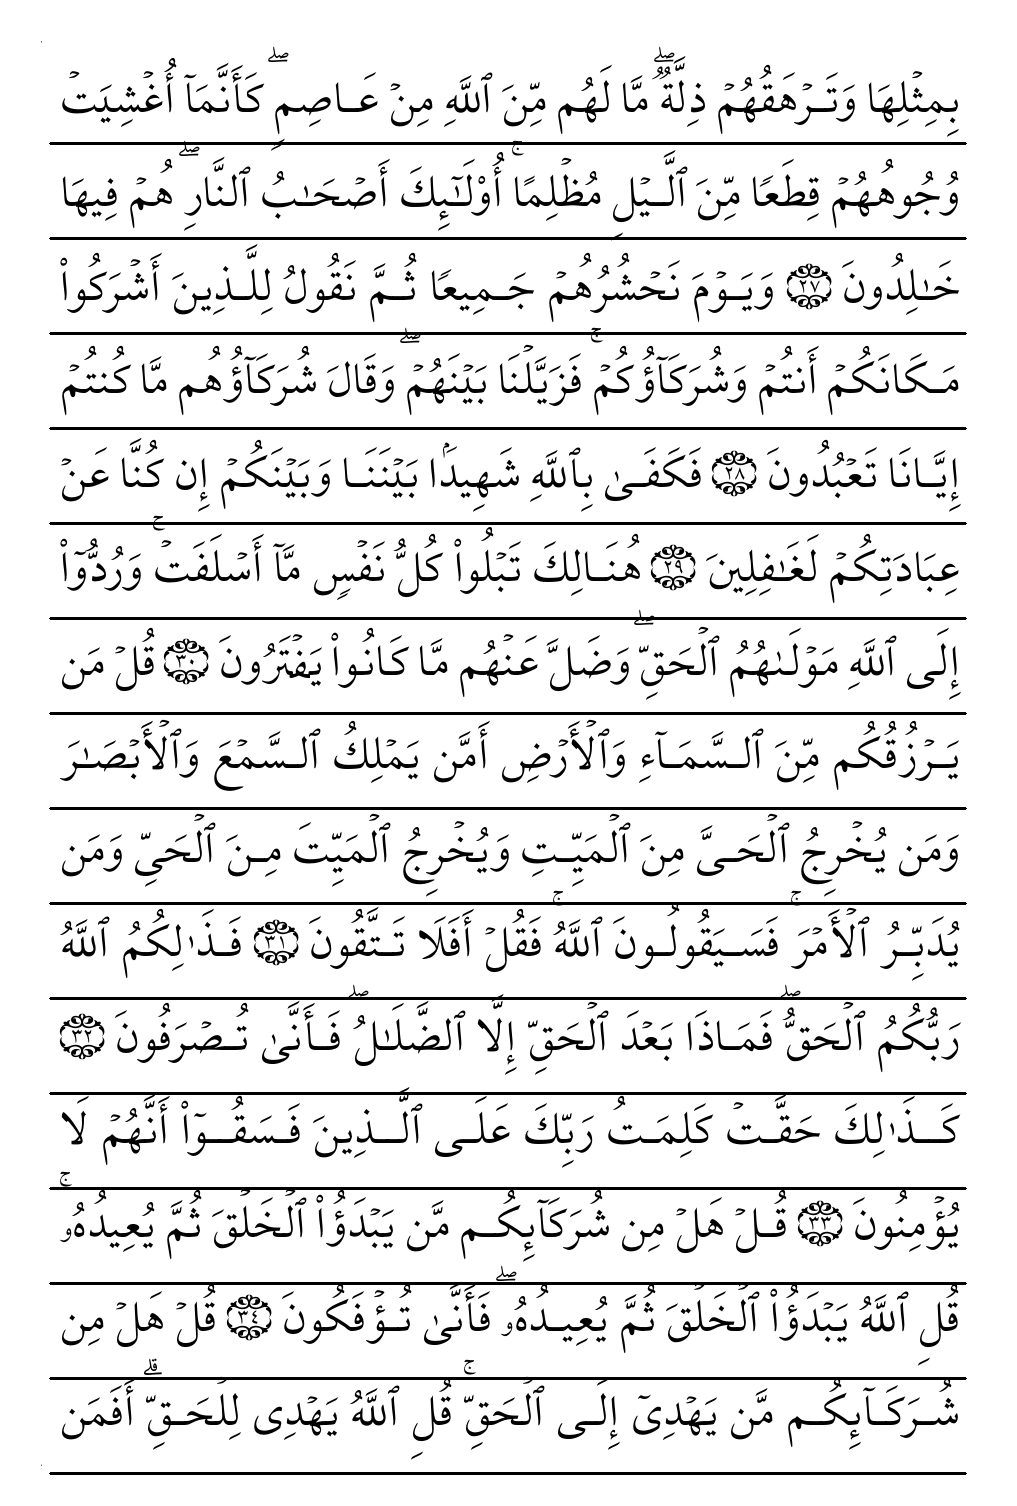 بِمِثۡلِهَا وَتَرۡهَقُهُمۡ ذِلَّةٞۖ مَّا لَهُم مِّنَ ٱللَّهِ مِنۡ عَاصِمٖۖ كَأَنَّمَآ أُغۡشِيَتۡ
وُجُوهُهُمۡ قِطَعٗا مِّنَ ٱلَّيۡلِ مُظۡلِمًاۚ أُوْلَٰٓئِكَ أَصۡحَٰبُ ٱلنَّارِۖ هُمۡ فِيهَا
خَٰلِدُونَ ۝٢٧ وَيَوۡمَ نَحۡشُرُهُمۡ جَمِيعٗا ثُمَّ نَقُولُ لِلَّذِينَ أَشۡرَكُواْ
مَكَانَكُمۡ أَنتُمۡ وَشُرَكَآؤُكُمۡۚ فَزَيَّلۡنَا بَيۡنَهُمۡۖ وَقَالَ شُرَكَآؤُهُم مَّا كُنتُمۡ
إِيَّانَا تَعۡبُدُونَ ۝٢٨ فَكَفَىٰ بِٱللَّهِ شَهِيدَۢا بَيۡنَنَا وَبَيۡنَكُمۡ إِن كُنَّا عَنۡ
عِبَادَتِكُمۡ لَغَٰفِلِينَ ۝٢٩ هُنَالِكَ تَبۡلُواْ كُلُّ نَفۡسٖ مَّآ أَسۡلَفَتۡۚ وَرُدُّوٓاْ
إِلَى ٱللَّهِ مَوۡلَىٰهُمُ ٱلۡحَقِّۖ وَضَلَّ عَنۡهُم مَّا كَانُواْ يَفۡتَرُونَ ۝٣٠ قُلۡ مَن
يَرۡزُقُكُم مِّنَ ٱلسَّمَآءِ وَٱلۡأَرۡضِ أَمَّن يَمۡلِكُ ٱلسَّمۡعَ وَٱلۡأَبۡصَٰرَ
وَمَن يُخۡرِجُ ٱلۡحَيَّ مِنَ ٱلۡمَيِّتِ وَيُخۡرِجُ ٱلۡمَيِّتَ مِنَ ٱلۡحَيِّ وَمَن
يُدَبِّرُ ٱلۡأَمۡرَۚ فَسَيَقُولُونَ ٱللَّهُۚ فَقُلۡ أَفَلَا تَتَّقُونَ ۝٣١ فَذَٰلِكُمُ ٱللَّهُ
رَبُّكُمُ ٱلۡحَقُّۖ فَمَاذَا بَعۡدَ ٱلۡحَقِّ إِلَّا ٱلضَّلَٰلُۖ فَأَنَّىٰ تُصۡرَفُونَ ۝٣٢
كَذَٰلِكَ حَقَّتۡ كَلِمَتُ رَبِّكَ عَلَى ٱلَّذِينَ فَسَقُوٓاْ أَنَّهُمۡ لَا
يُؤۡمِنُونَ ۝٣٣ قُلۡ هَلۡ مِن شُرَكَآئِكُم مَّن يَبۡدَؤُاْ ٱلۡخَلۡقَ ثُمَّ يُعِيدُهُۥۚ
قُلِ ٱللَّهُ يَبۡدَؤُاْ ٱلۡخَلۡقَ ثُمَّ يُعِيدُهُۥۖ فَأَنَّىٰ تُؤۡفَكُونَ ۝٣٤ قُلۡ هَلۡ مِن
شُرَكَآئِكُم مَّن يَهۡدِيٓ إِلَى ٱلۡحَقِّۚ قُلِ ٱللَّهُ يَهۡدِي لِلۡحَقِّۗ أَفَمَن